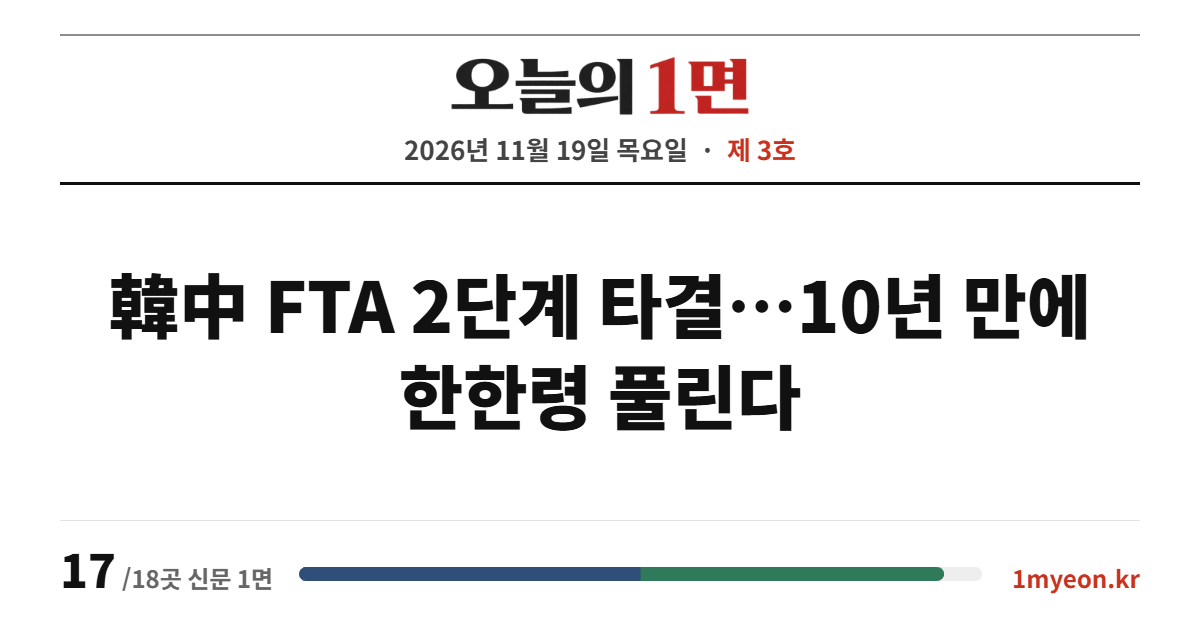 오늘의 1면
2026년 11월 19일 목요일 · 제 3호
韓中 FTA 2단계 타결…10년 만에
한한령 풀린다
17 /18곳 신문 1면
1myeon.kr